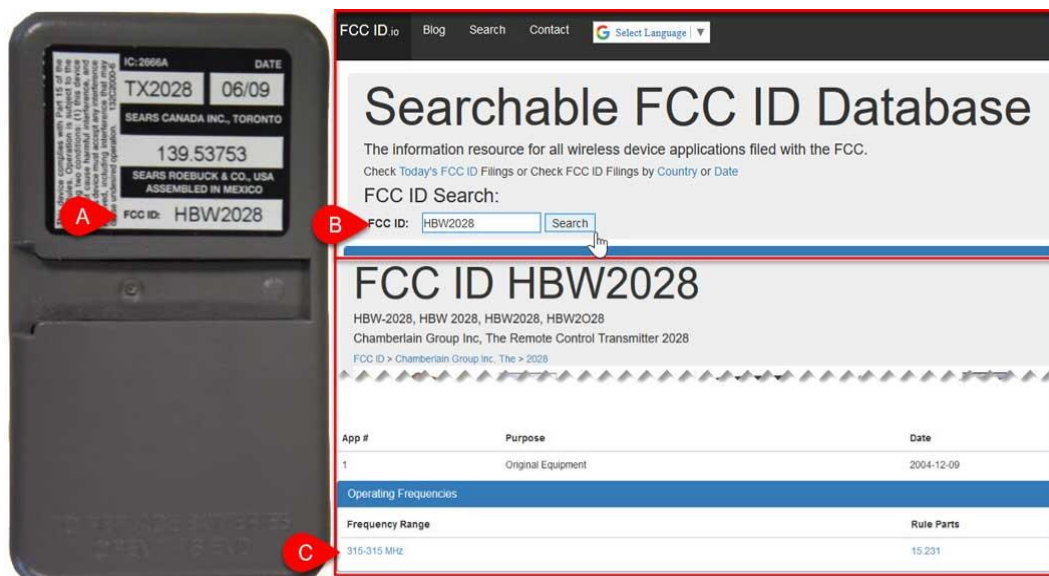 IC:2666A DATE
TX2028 06/09
SEARS CANADA INC., TORONTO
139.53753
SEARS ROEBUCK & CO., USA
ASSEMBLED IN MEXICO
A FCC ID: HBW2028
FCC ID.io Blog Search Contact G Select Language ▼
Searchable FCC ID Database
The information resource for all wireless device applications filed with the FCC.
Check Today's FCC ID Filings or Check FCC ID Filings by Country or Date
FCC ID Search:
B FCC ID: HBW2028 Search
FCC ID HBW2028
HBW-2028, HBW 2028, HBW2028, HBW2O28
Chamberlain Group Inc, The Remote Control Transmitter 2028
FCC ID > Chamberlain Group Inc. The > 2028
App # Purpose Date
1 Original Equipment 2004-12-09
Operating Frequencies
Frequency Range Rule Parts
C 315-315 MHz 15.231